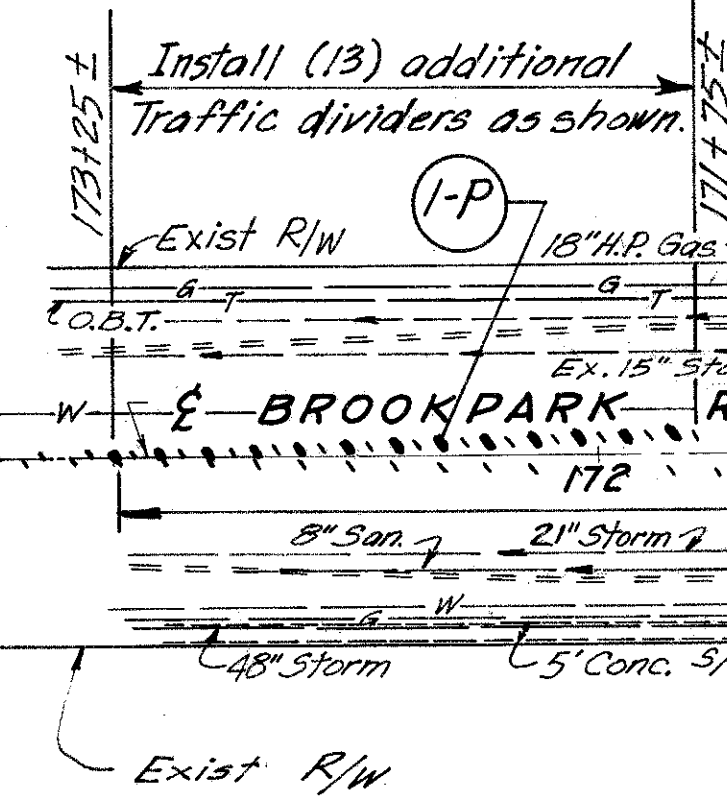 173+25 ±
Install (13) additional
Traffic dividers as shown.
171+75 ±
1-P
Exist R/W
18" H.P. Gas
G G
T T
O.B.T.
Ex. 15"
W ₵ BROOKPARK
172
8" San. 21" Storm
W
G
48" Storm 5' Conc.
Exist R/W